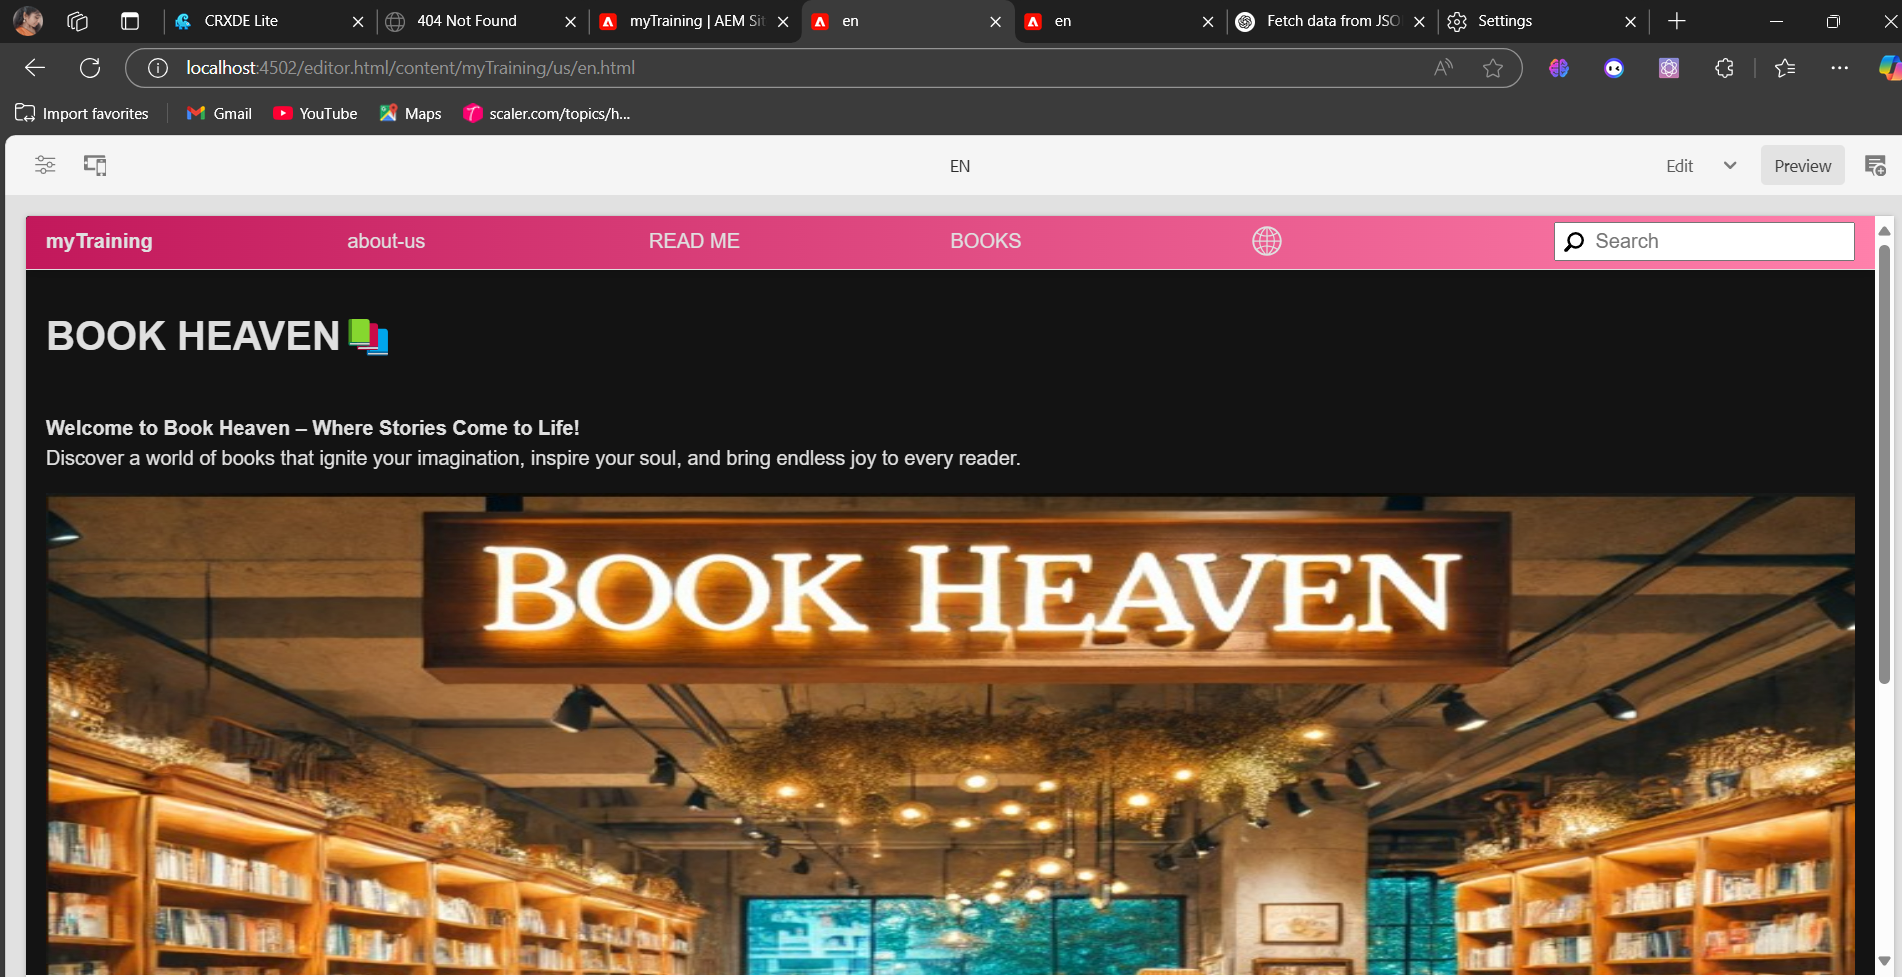 CRXDE Lite
404 Not Found
myTraining | AEM Sit
en
en
Fetch data from JSO
Settings
localhost:4502/editor.html/content/myTraining/us/en.html
Import favorites
Gmail
YouTube
Maps
scaler.com/topics/h...
EN
Edit
Preview
myTraining
about-us
READ ME
BOOKS
Search
BOOK HEAVEN
Welcome to Book Heaven – Where Stories Come to Life!
Discover a world of books that ignite your imagination, inspire your soul, and bring endless joy to every reader.
BOOK HEAVEN